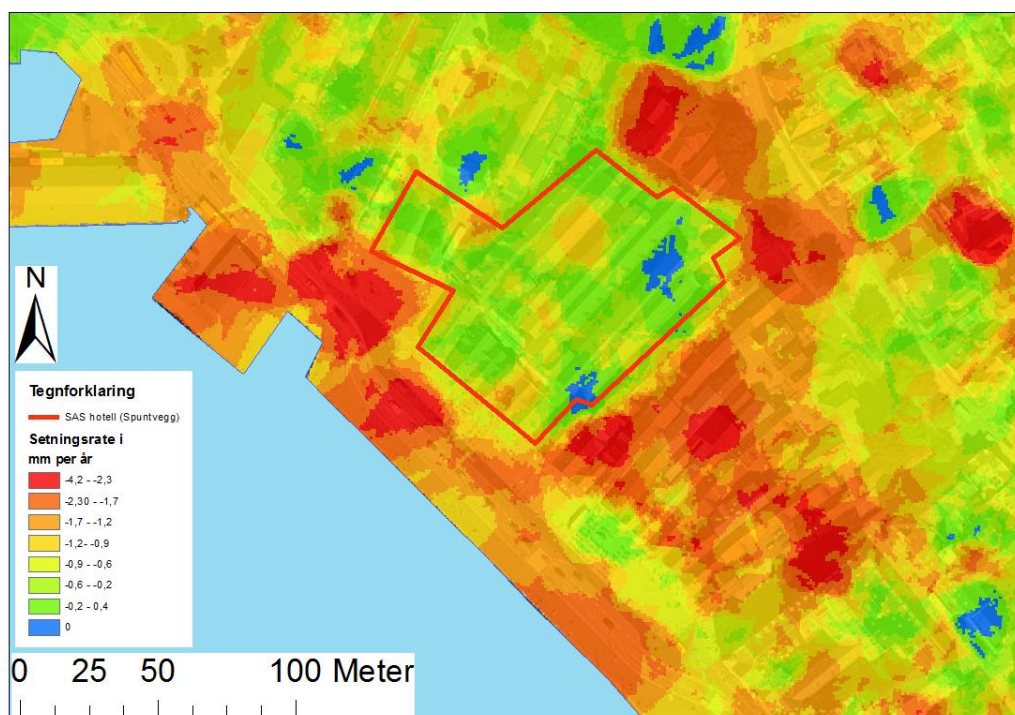 N
Tegnforklaring
SAS hotell (Spuntvegg)
Setningsrate i
mm per år
-4,2 - -2,3
-2,30 - -1,7
-1,7 - -1,2
-1,2- -0,9
-0,9 - -0,6
-0,6 - -0,2
-0,2 - 0,4
0
0 25 50 100 Meter